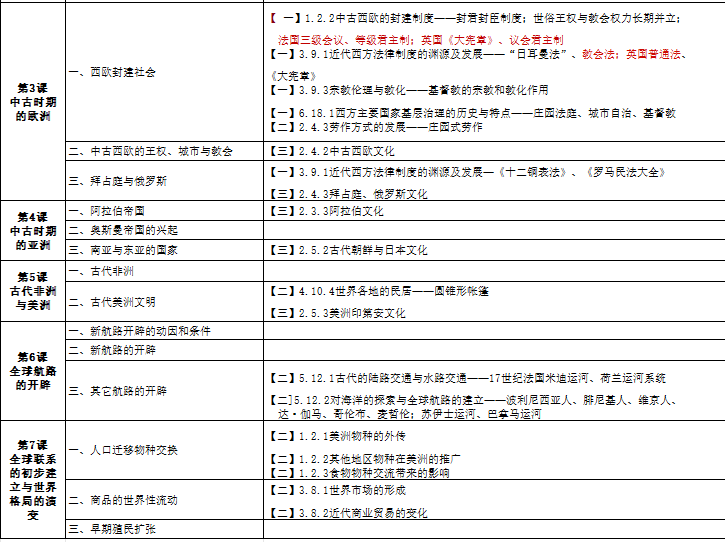 第3课
中古时期
的欧洲
一、西欧封建社会
【 一】1.2.2中古西欧的封建制度——封君封臣制度；世俗王权与教会权力长期并立；
法国三级会议、等级君主制；英国《大宪章》、议会君主制
【一】3.9.1近代西方法律制度的渊源及发展——“日耳曼法”、教会法；英国普通法、
《大宪章》
【一】3.9.3宗教伦理与教化——基督教的宗教和教化作用
【一】6.18.1西方主要国家基层治理的历史与特点——庄园法庭、城市自治、基督教
【二】2.4.3劳作方式的发展——庄园式劳作
二、中古西欧的王权、城市与教会
【三】2.4.2中古西欧文化
三、拜占庭与俄罗斯
【一】3.9.1近代西方法律制度的渊源及发展—《十二铜表法》、《罗马民法大全》
【三】2.4.3拜占庭、俄罗斯文化
第4课
中古时期
的亚洲
一、阿拉伯帝国
【三】2.3.3阿拉伯文化
二、奥斯曼帝国的兴起
三、南亚与东亚的国家
【三】2.5.2古代朝鲜与日本文化
第5课
古代非洲
与美洲
一、古代非洲
二、古代美洲文明
【二】4.10.4世界各地的民居——圆锥形帐篷
【三】2.5.3美洲印第安文化
第6课
全球航路
的开辟
一、新航路开辟的动因和条件
二、新航路的开辟
三、其它航路的开辟
【二】5.12.1古代的陆路交通与水路交通——17世纪法国米迪运河、荷兰运河系统
【二]5.12.2对海洋的探索与全球航路的建立——波利尼西亚人、腓尼基人、维京人、
达·伽马、哥伦布、麦哲伦；苏伊士运河、巴拿马运河
第7课
全球联系
的初步建
立与世界
格局的演
变
一、人口迁移物种交换
【二】1.2.1美洲物种的外传
【二】1.2.2其他地区物种在美洲的推广
【二】1.2.3食物物种交流带来的影响
二、商品的世界性流动
【二】3.8.1世界市场的形成
【二】3.8.2近代商业贸易的变化
三、早期殖民扩张